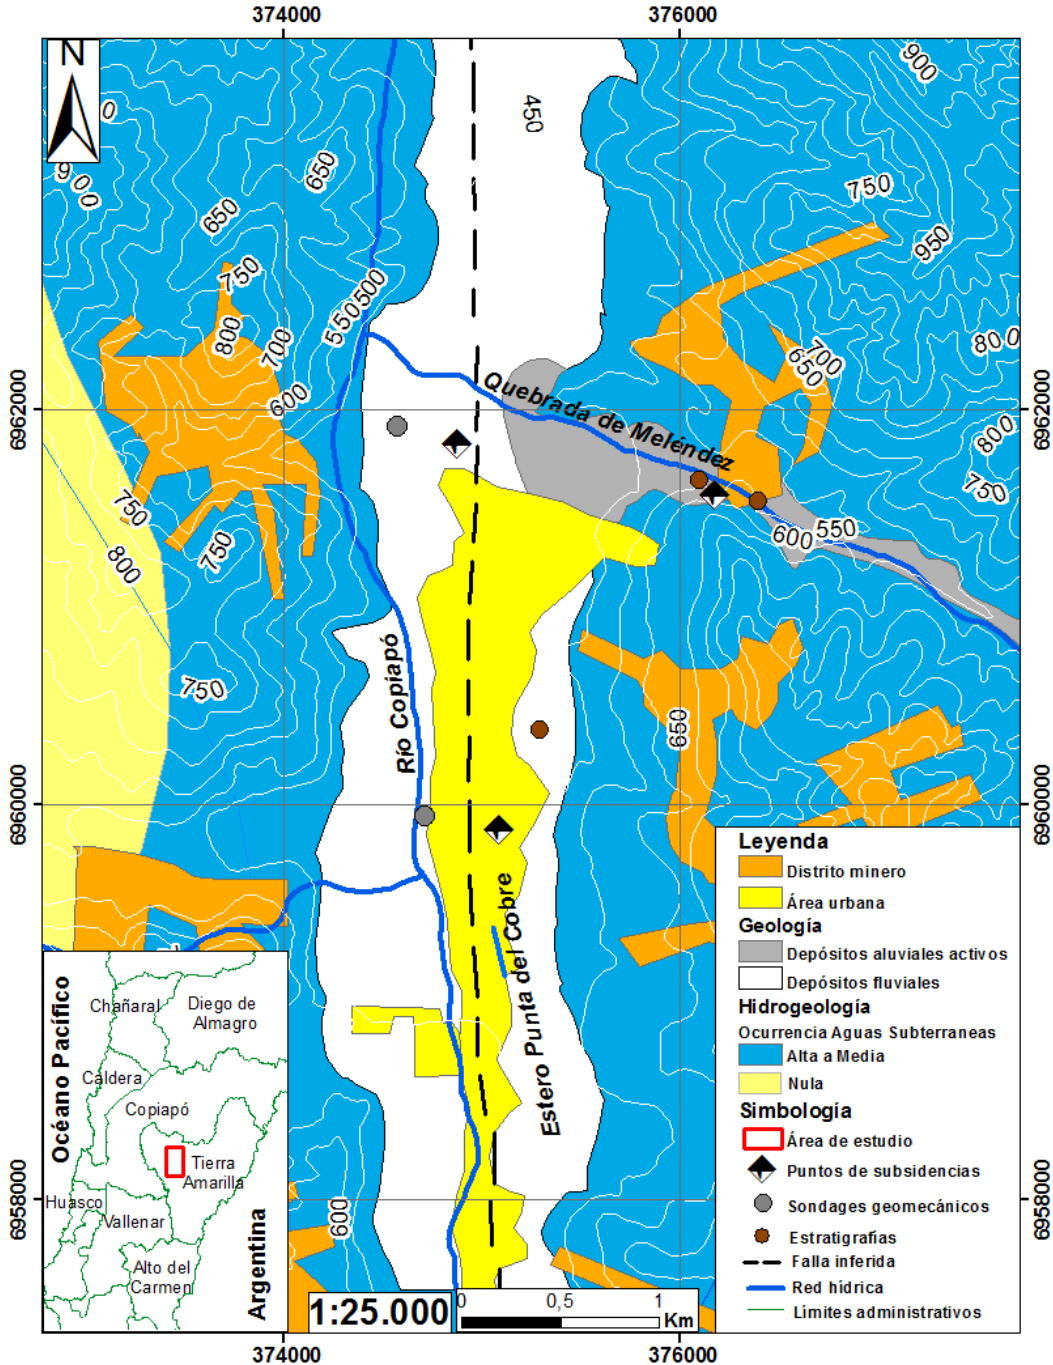 374000
376000
N
0
900
450
900
650
650
750
750
950
500
550
750
800
700
600
800
700
650
800
750
6962000
6962000
Quebrada de Meléndez
750
750
800
600
550
750
Río Copiapó
650
6960000
6960000
Estero Punta del Cobre
600
6958000
6958000
Leyenda
Distrito minero
Área urbana
Geología
Depósitos aluviales activos
Depósitos fluviales
Hidrogeología
Ocurrencia Aguas Subterraneas
Alta a Media
Nula
Simbología
Área de estudio
Puntos de subsidencias
Sondages geomecánicos
Estratigrafías
Falla inferida
Red hídrica
Límites administrativos
Océano Pacífico
Chañaral
Diego de
Almagro
Caldera
Copiapó
Tierra
Amarilla
Huasco
Vallenar
Alto del
Carmen
Argentina
1:25.000
0 0,5 1
Km
374000
376000